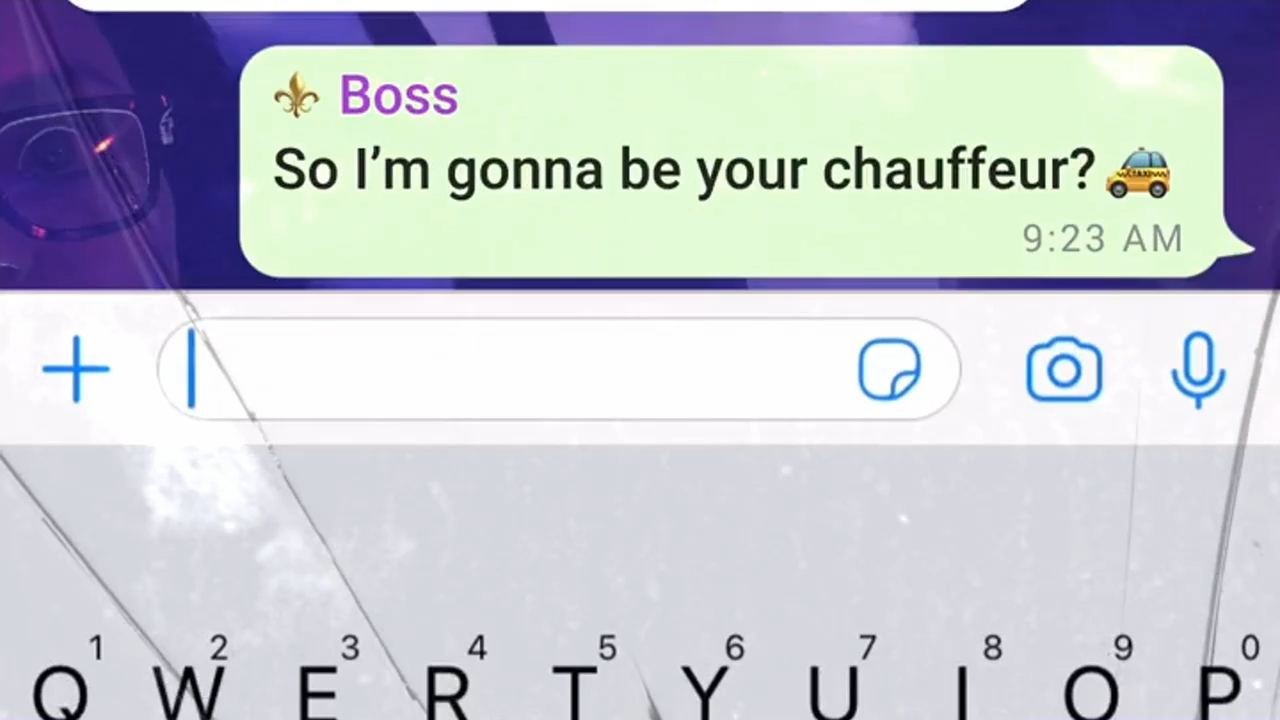 ⚜️ Boss
So I’m gonna be your chauffeur? 🚕
9:23 AM
1 2 3 4 5 6 7 8 9 0
Q W E R T Y U I O P